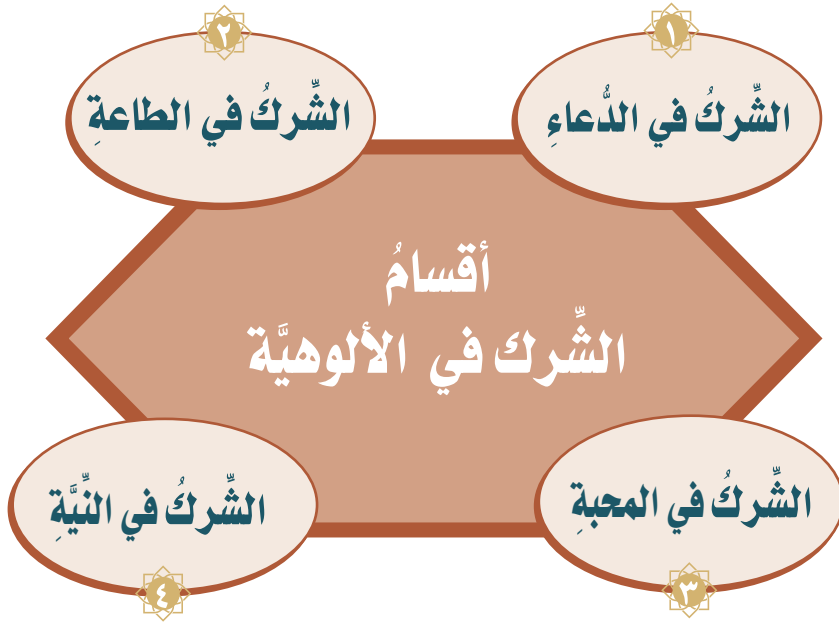 أقسامُ
الشِّرك في الألوهيَّة
١
الشِّركُ في الدُّعاءِ
٢
الشِّركُ في الطاعةِ
الشِّركُ في المحبةِ
٣
الشِّركُ في النِّيَّةِ
٤